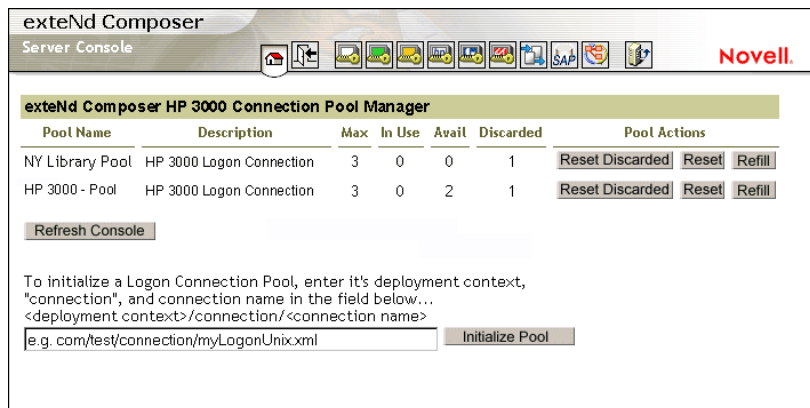 exteNd Composer
Server Console
HP
SAP
Novell.
exteNd Composer HP 3000 Connection Pool Manager
Pool Name Description Max In Use Avail Discarded Pool Actions
NY Library Pool HP 3000 Logon Connection 3 0 0 1 Reset Discarded Reset Refill
HP 3000 - Pool HP 3000 Logon Connection 3 0 2 1 Reset Discarded Reset Refill
Refresh Console
To initialize a Logon Connection Pool, enter it's deployment context,
"connection", and connection name in the field below...
<deployment context>/connection/<connection name>
e.g. com/test/connection/myLogonUnix.xml Initialize Pool